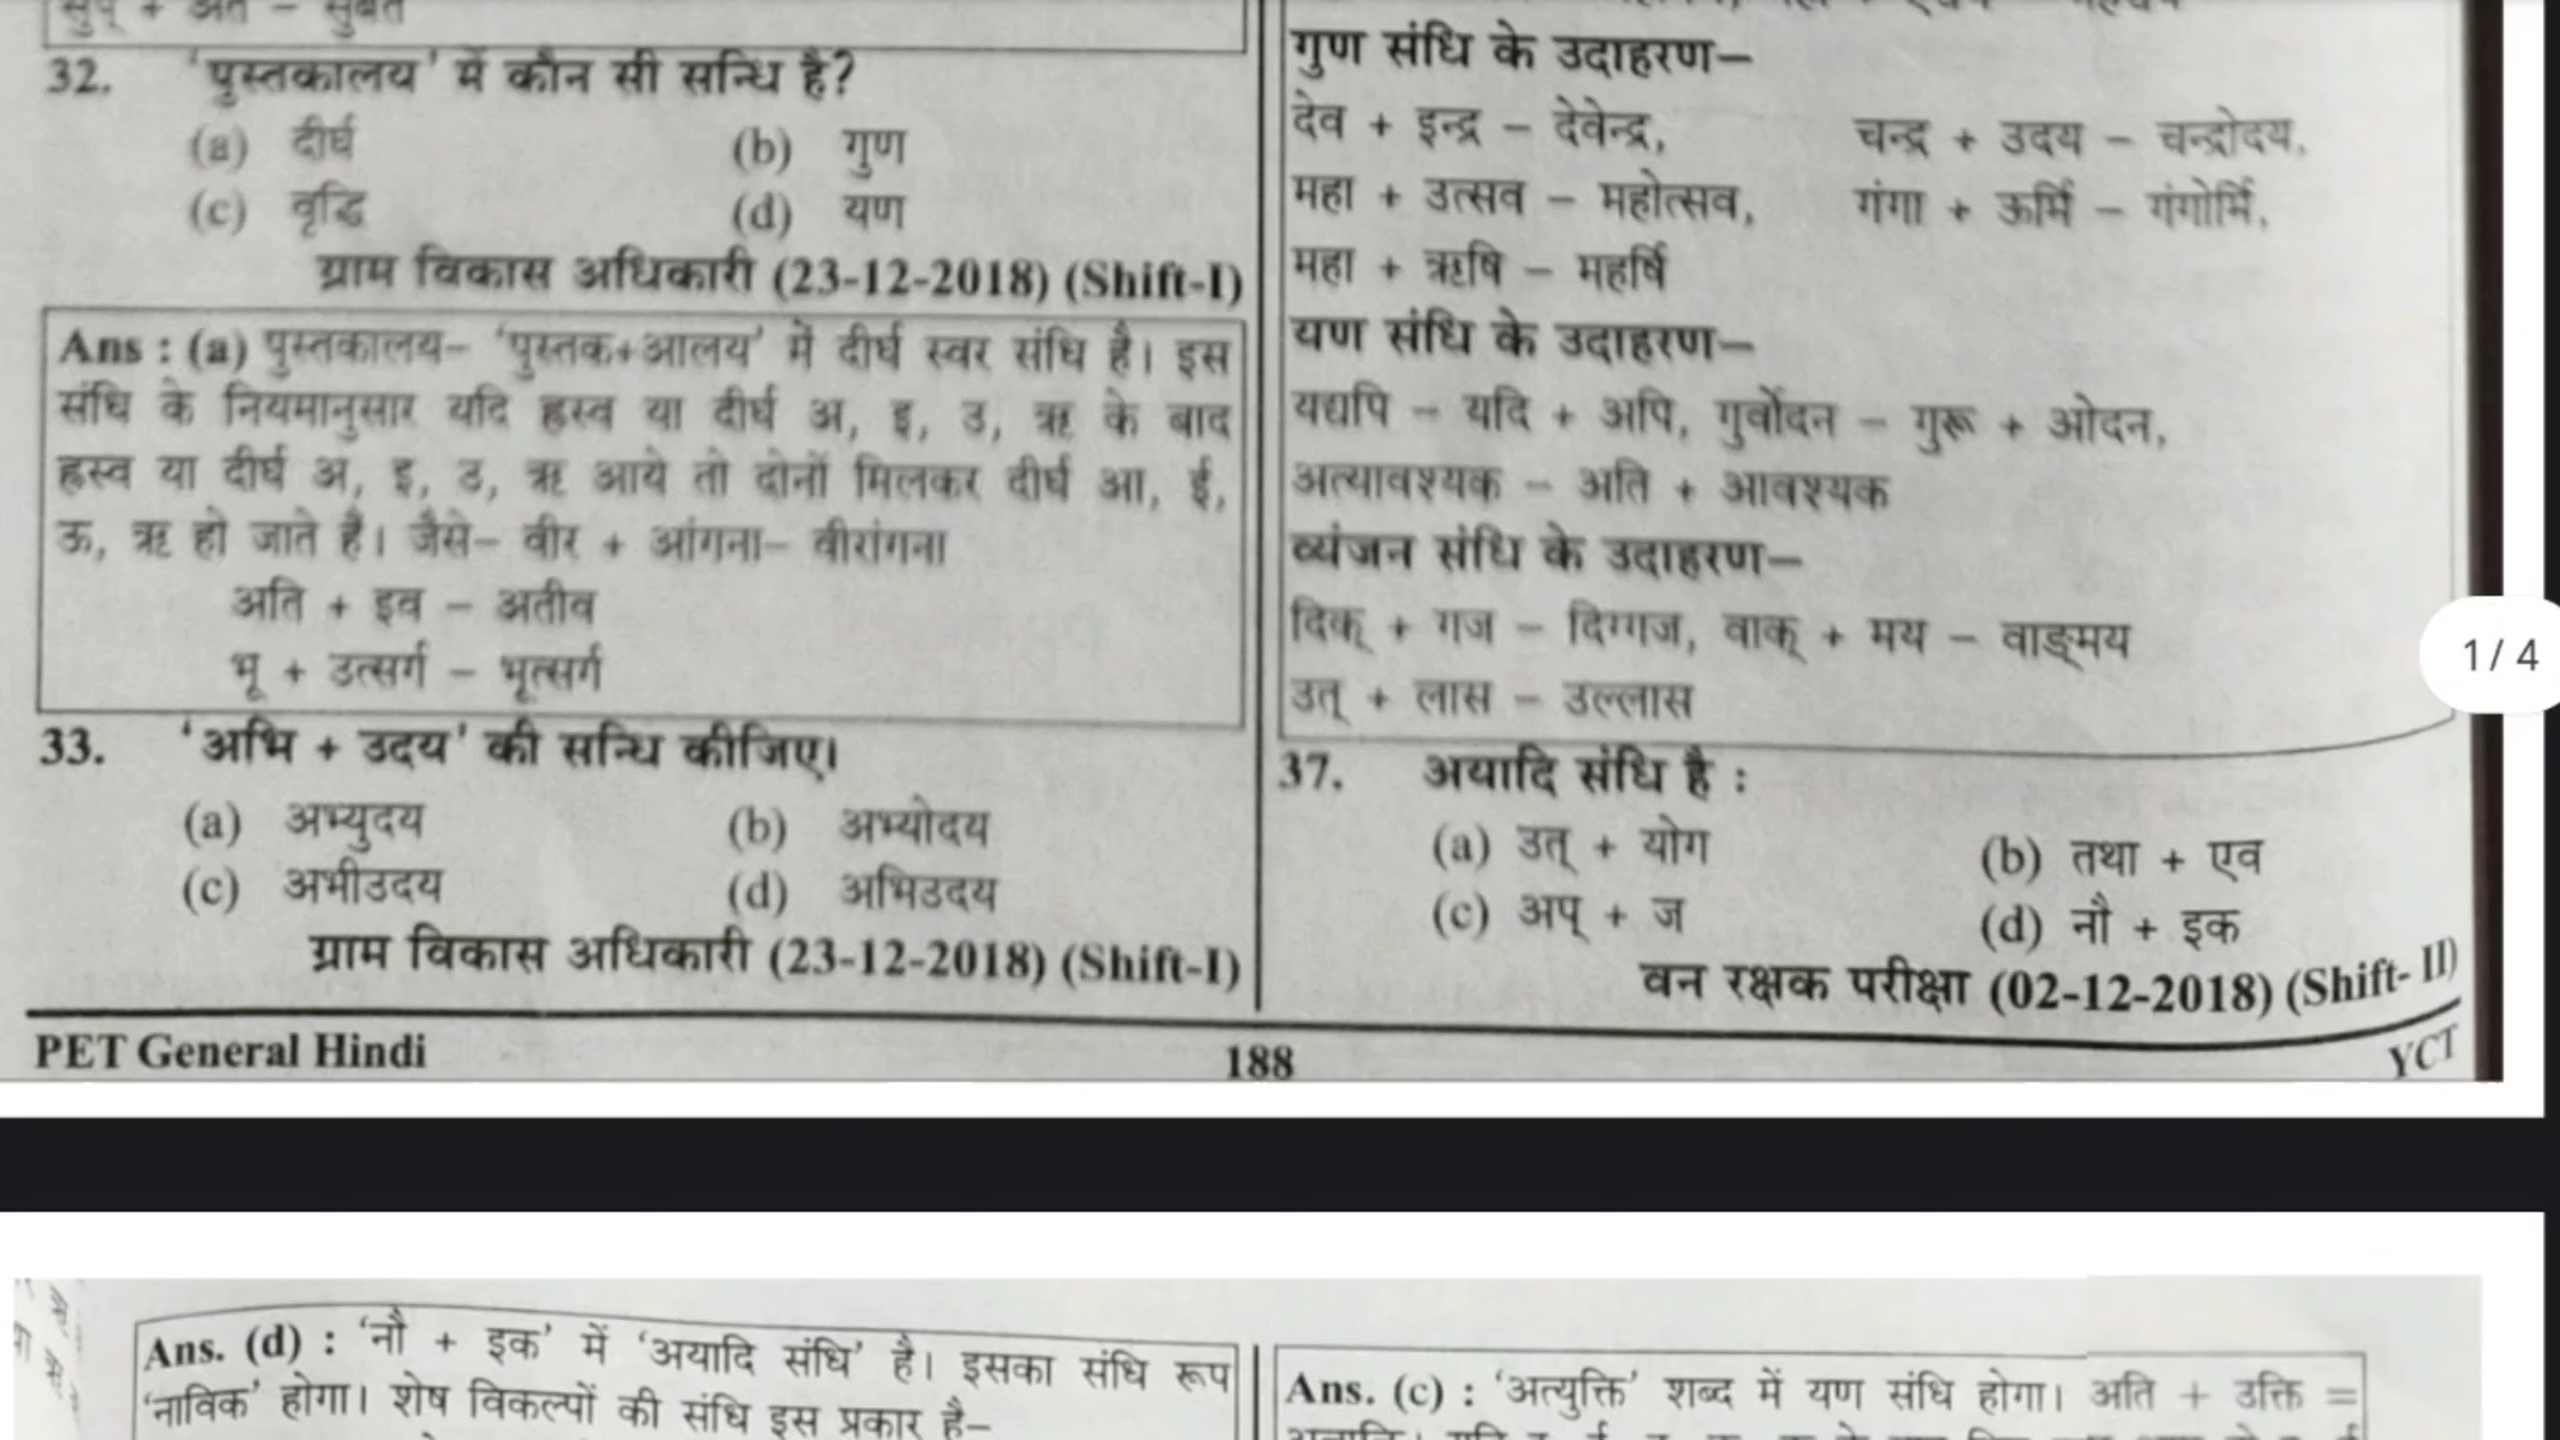 सुप् + अंत – सुबंत
32. 'पुस्तकालय' में कौन सी सन्धि है?
(a) दीर्घ (b) गुण
(c) वृद्धि (d) यण
ग्राम विकास अधिकारी (23-12-2018) (Shift-I)
Ans : (a) पुस्तकालय– 'पुस्तक+आलय' में दीर्घ स्वर संधि है। इस
संधि के नियमानुसार यदि ह्रस्व या दीर्घ अ, इ, उ, ऋ के बाद
ह्रस्व या दीर्घ अ, इ, उ, ऋ आये तो दोनों मिलकर दीर्घ आ, ई,
ऊ, ऋ हो जाते हैं। जैसे– वीर + आंगना– वीरांगना
अति + इव – अतीव
भू + उत्सर्ग – भूत्सर्ग
33. 'अभि + उदय' की सन्धि कीजिए।
(a) अभ्युदय (b) अभ्योदय
(c) अभीउदय (d) अभिउदय
ग्राम विकास अधिकारी (23-12-2018) (Shift-I)
गुण संधि के उदाहरण–
देव + इन्द्र – देवेन्द्र, चन्द्र + उदय – चन्द्रोदय,
महा + उत्सव – महोत्सव, गंगा + ऊर्मि – गंगोर्मि,
महा + ऋषि – महर्षि
यण संधि के उदाहरण–
यद्यपि – यदि + अपि, गुर्वोदन – गुरू + ओदन,
अत्यावश्यक – अति + आवश्यक
व्यंजन संधि के उदाहरण–
दिक् + गज – दिग्गज, वाक् + मय – वाङ्मय
उत् + लास – उल्लास
37. अयादि संधि है :
(a) उत् + योग (b) तथा + एव
(c) अप् + ज (d) नौ + इक
वन रक्षक परीक्षा (02-12-2018) (Shift- II)
PET General Hindi 188 YCT
1 / 4
Ans. (d) : 'नौ + इक' में 'अयादि संधि' है। इसका संधि रूप
'नाविक' होगा। शेष विकल्पों की संधि इस प्रकार है–
Ans. (c) : 'अत्युक्ति' शब्द में यण संधि होगा। अति + उक्ति =